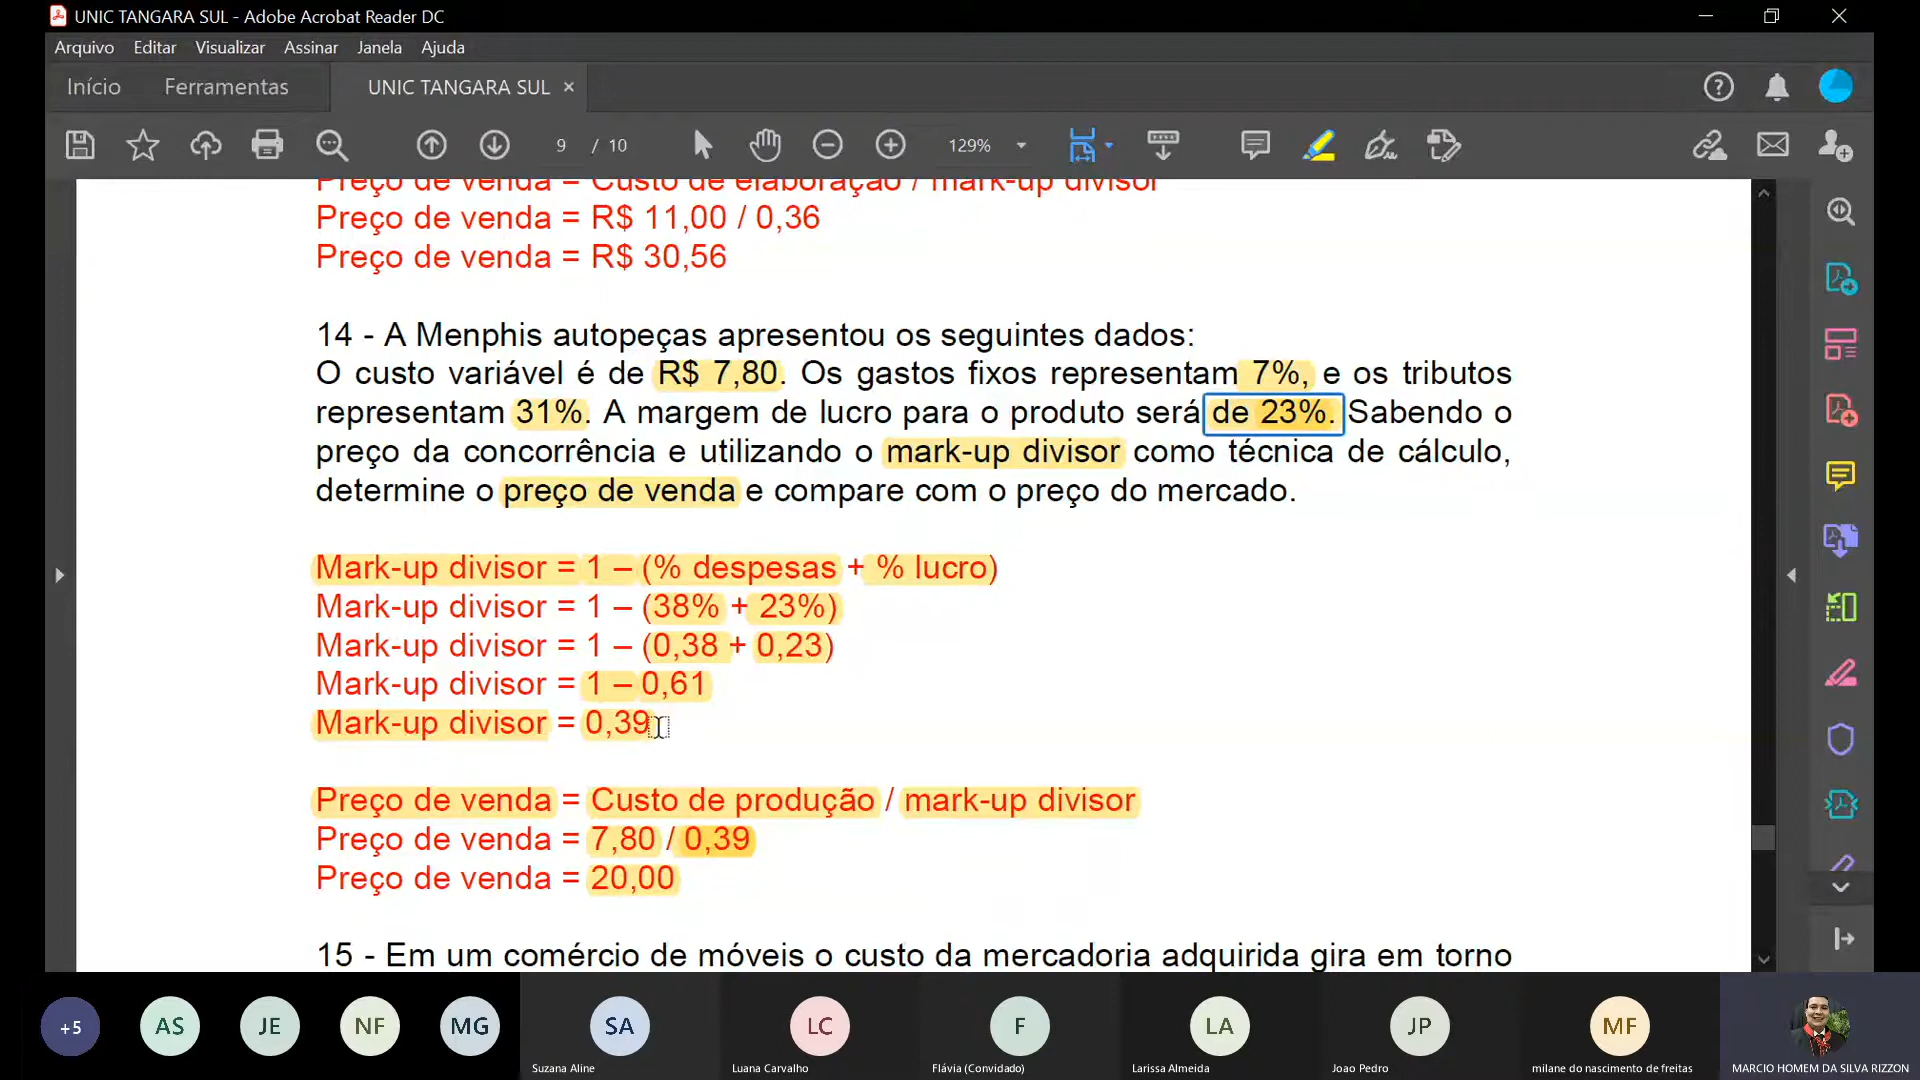 UNIC TANGARA SUL - Adobe Acrobat Reader DC
Arquivo Editar Visualizar Assinar Janela Ajuda
Início Ferramentas UNIC TANGARA SUL ×
9 / 10 129%
Preço de venda = Custo de elaboração / mark-up divisor
Preço de venda = R$ 11,00 / 0,36
Preço de venda = R$ 30,56
14 - A Menphis autopeças apresentou os seguintes dados:
O custo variável é de R$ 7,80. Os gastos fixos representam 7%, e os tributos
representam 31%. A margem de lucro para o produto será de 23%. Sabendo o
preço da concorrência e utilizando o mark-up divisor como técnica de cálculo,
determine o preço de venda e compare com o preço do mercado.
Mark-up divisor = 1 – (% despesas + % lucro)
Mark-up divisor = 1 – (38% + 23%)
Mark-up divisor = 1 – (0,38 + 0,23)
Mark-up divisor = 1 – 0,61
Mark-up divisor = 0,39
Preço de venda = Custo de produção / mark-up divisor
Preço de venda = 7,80 / 0,39
Preço de venda = 20,00
15 - Em um comércio de móveis o custo da mercadoria adquirida gira em torno
+5 AS JE NF MG SA LC F LA JP MF
Suzana Aline Luana Carvalho Flávia (Convidado) Larissa Almeida Joao Pedro milane do nascimento de freitas MARCIO HOMEM DA SILVA RIZZON